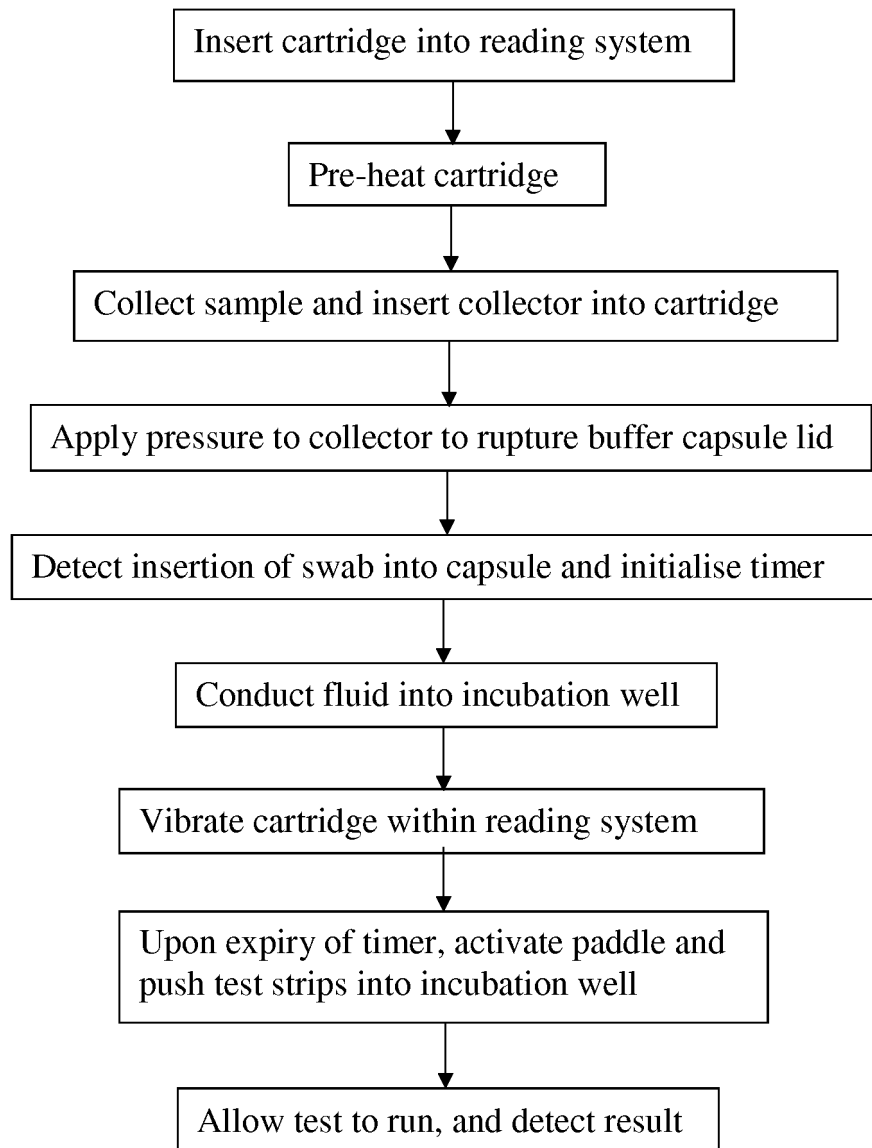 Insert cartridge into reading system
Pre-heat cartridge
Collect sample and insert collector into cartridge
Apply pressure to collector to rupture buffer capsule lid
Detect insertion of swab into capsule and initialise timer
Conduct fluid into incubation well
Vibrate cartridge within reading system
Upon expiry of timer, activate paddle and
push test strips into incubation well
Allow test to run, and detect result